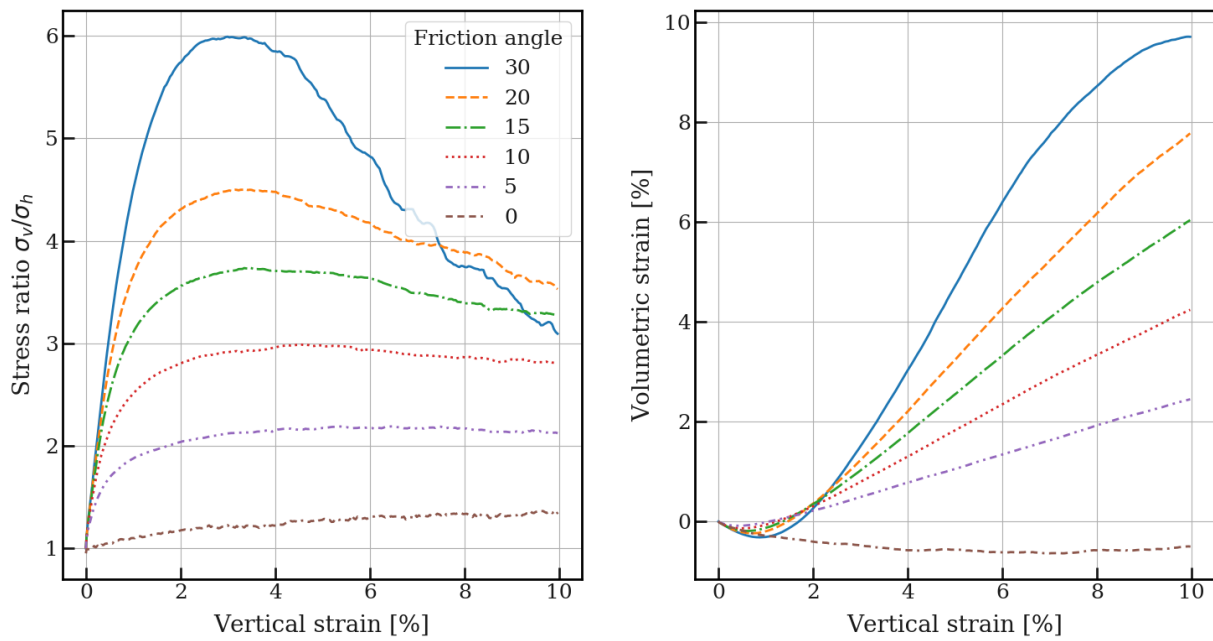 Stress ratio σ_v/σ_h
6
5
4
3
2
1
0 2 4 6 8 10
Vertical strain [%]
Friction angle
30
20
15
10
5
0
Volumetric strain [%]
10
8
6
4
2
0
0 2 4 6 8 10
Vertical strain [%]